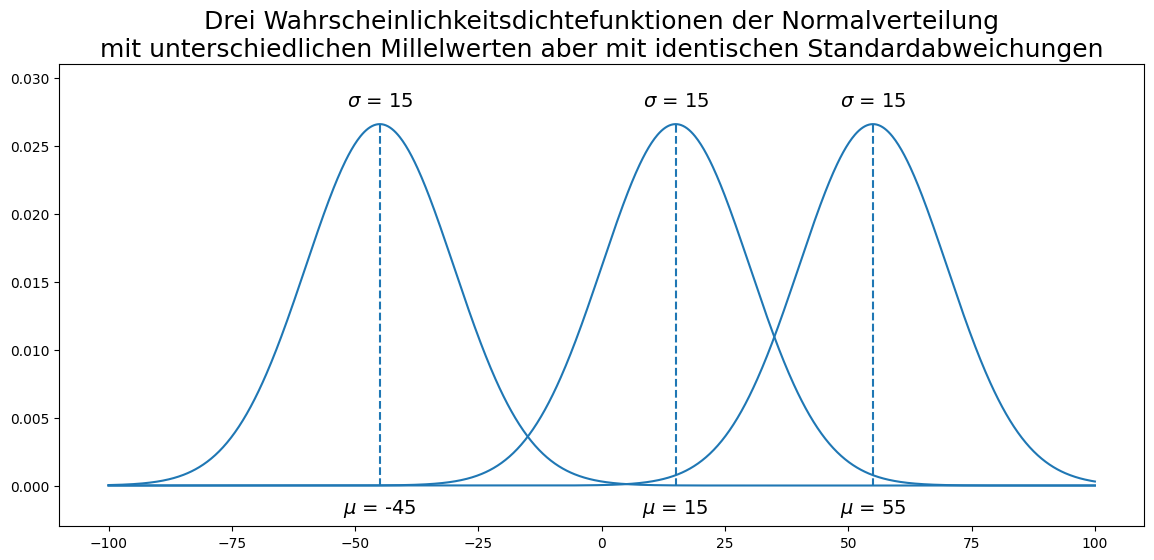 Drei Wahrscheinlichkeitsdichtefunktionen der Normalverteilung
mit unterschiedlichen Millelwerten aber mit identischen Standardabweichungen
0.030
σ = 15 σ = 15 σ = 15
0.025
0.020
0.015
0.010
0.005
0.000
μ = -45 μ = 15 μ = 55
−100 −75 −50 −25 0 25 50 75 100